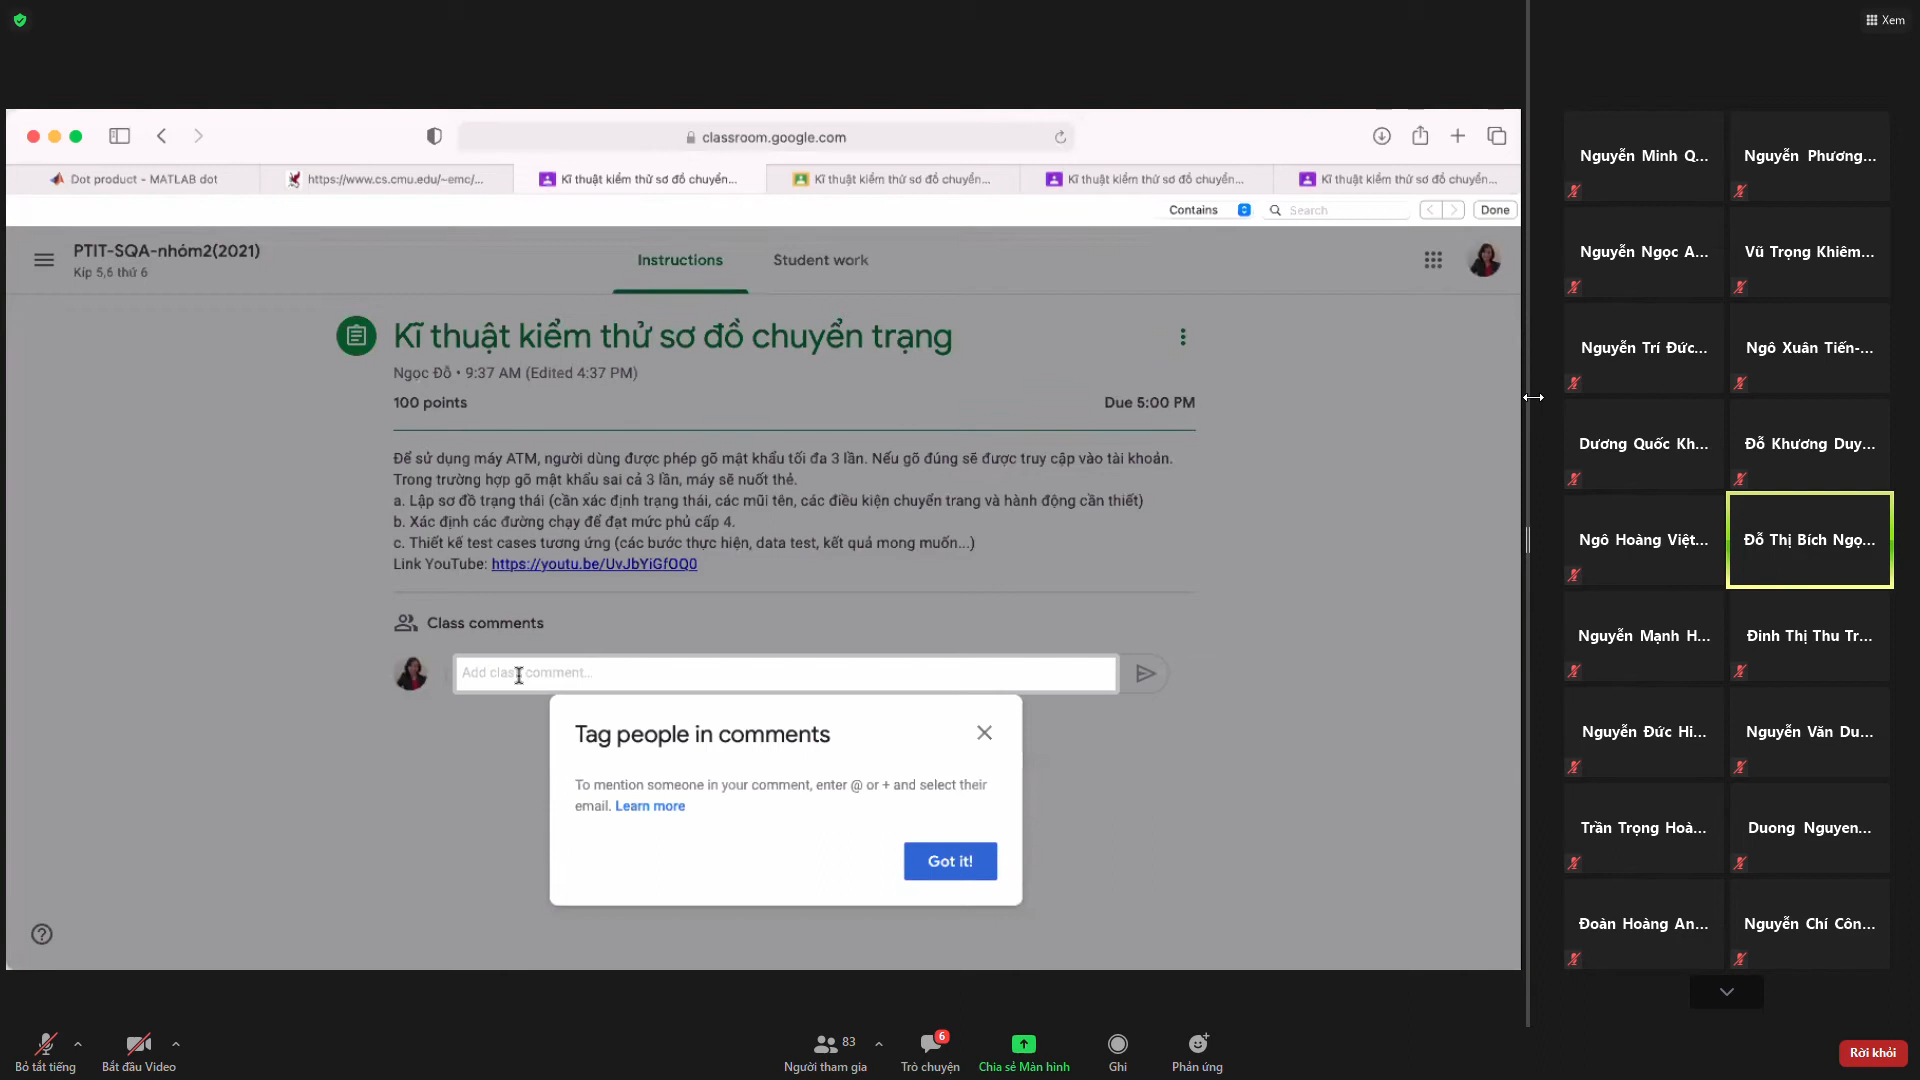 Xem
classroom.google.com
Dot product - MATLAB dot
https://www.cs.cmu.edu/~emc/...
Kĩ thuật kiểm thử sơ đồ chuyển...
Kĩ thuật kiểm thử sơ đồ chuyển...
Kĩ thuật kiểm thử sơ đồ chuyển...
Kĩ thuật kiểm thử sơ đồ chuyển...
Contains
Search
Done
PTIT-SQA-nhóm2(2021)
Kíp 5,6 thứ 6
Instructions
Student work
Kĩ thuật kiểm thử sơ đồ chuyển trạng
Ngọc Đỗ • 9:37 AM (Edited 4:37 PM)
100 points
Due 5:00 PM
Để sử dụng máy ATM, người dùng được phép gõ mật khẩu tối đa 3 lần. Nếu gõ đúng sẽ được truy cập vào tài khoản.
Trong trường hợp gõ mật khẩu sai cả 3 lần, máy sẽ nuốt thẻ.
a. Lập sơ đồ trạng thái (cần xác định trạng thái, các mũi tên, các điều kiện chuyển trang và hành động cần thiết)
b. Xác định các đường chạy để đạt mức phủ cấp 4.
c. Thiết kế test cases tương ứng (các bước thực hiện, data test, kết quả mong muốn...)
Link YouTube: https://youtu.be/UvJbYiGfOQ0
Class comments
Add class comment...
Tag people in comments
To mention someone in your comment, enter @ or + and select their
email. Learn more
Got it!
Nguyễn Minh Q...
Nguyễn Phương...
Nguyễn Ngọc A...
Vũ Trọng Khiêm...
Nguyễn Trí Đức...
Ngô Xuân Tiến-...
Dương Quốc Kh...
Đỗ Khương Duy...
Ngô Hoàng Việt...
Đỗ Thị Bích Ngọ...
Nguyễn Mạnh H...
Đinh Thị Thu Tr...
Nguyễn Đức Hi...
Nguyễn Văn Du...
Trần Trọng Hoà...
Duong Nguyen...
Đoàn Hoàng An...
Nguyễn Chí Côn...
Bỏ tắt tiếng
Bắt đầu Video
83
Người tham gia
6
Trò chuyện
Chia sẻ Màn hình
Ghi
Phản ứng
Rời khỏi